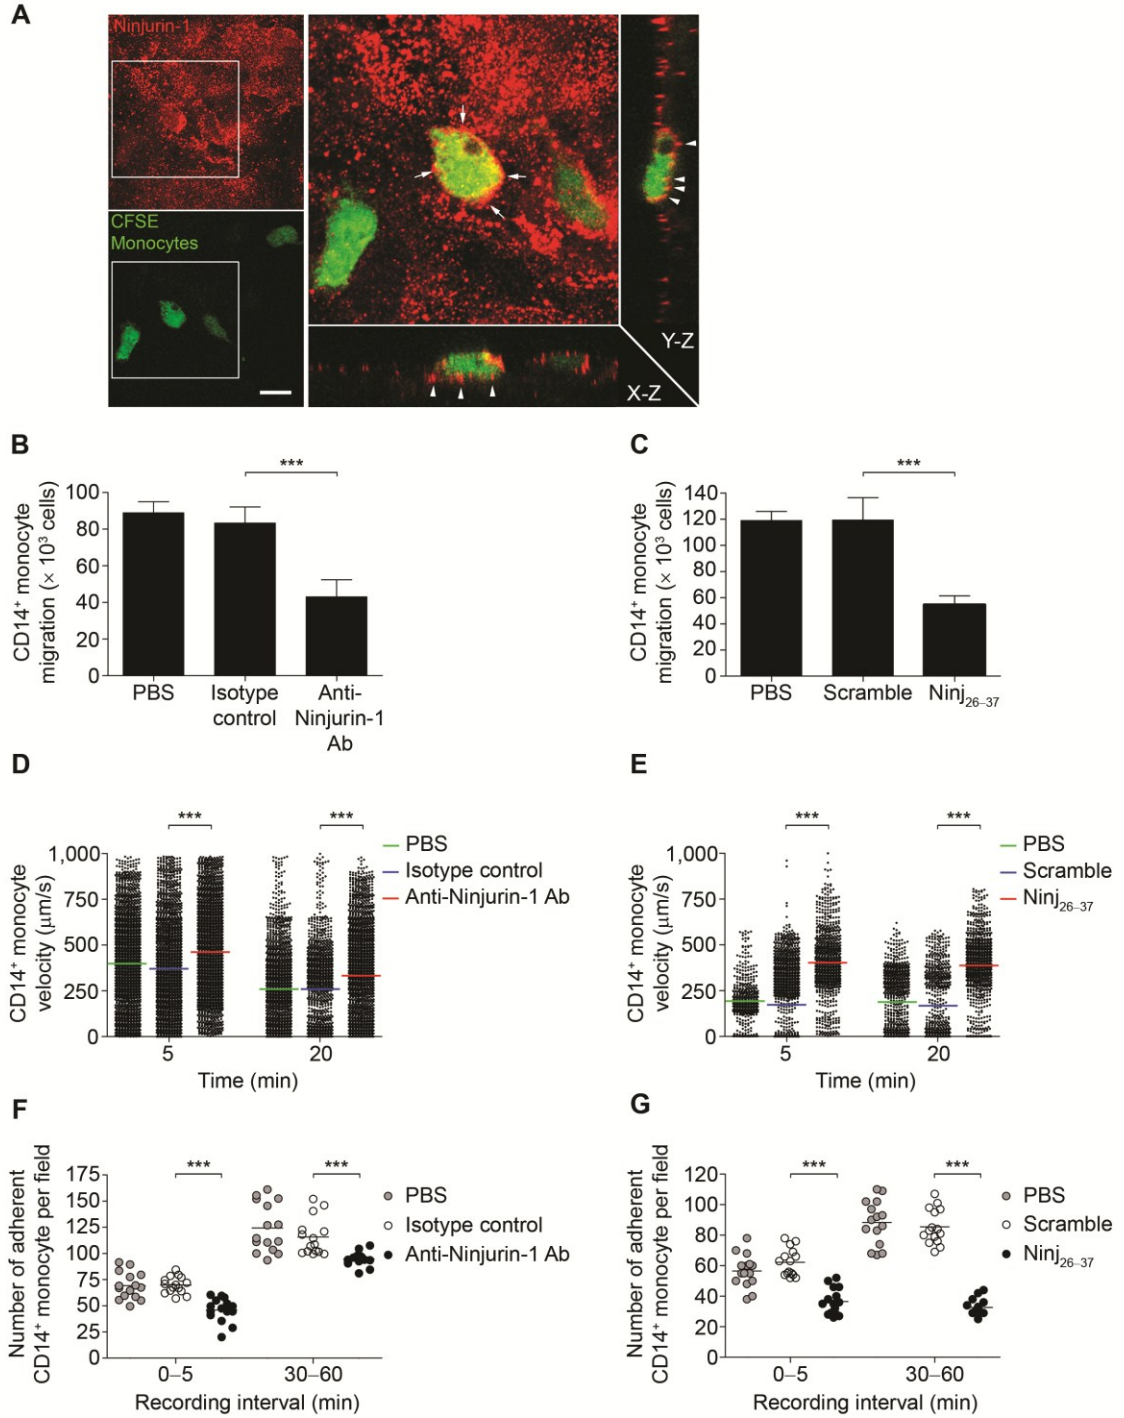 A
Ninjurin-1
CFSE
Monocytes
Y-Z
X-Z
B
***
CD14⁺ monocyte
migration (× 10³ cells)
100
80
60
40
20
0
PBS
Isotype
control
Anti-
Ninjurin-1
Ab
C
***
CD14⁺ monocyte
migration (× 10³ cells)
140
120
100
80
60
40
20
0
PBS
Scramble
Ninj₂₆₋₃₇
D
***
***
CD14⁺ monocyte
velocity (μm/s)
1,000
750
500
250
0
5
20
Time (min)
PBS
Isotype control
Anti-Ninjurin-1 Ab
E
***
***
CD14⁺ monocyte
velocity (μm/s)
1,000
750
500
250
0
5
20
Time (min)
PBS
Scramble
Ninj₂₆₋₃₇
F
***
***
Number of adherent
CD14⁺ monocyte per field
175
150
125
100
75
50
25
0
0–5
30–60
Recording interval (min)
PBS
Isotype control
Anti-Ninjurin-1 Ab
G
***
***
Number of adherent
CD14⁺ monocyte per field
120
100
80
60
40
20
0
0–5
30–60
Recording interval (min)
PBS
Scramble
Ninj₂₆₋₃₇